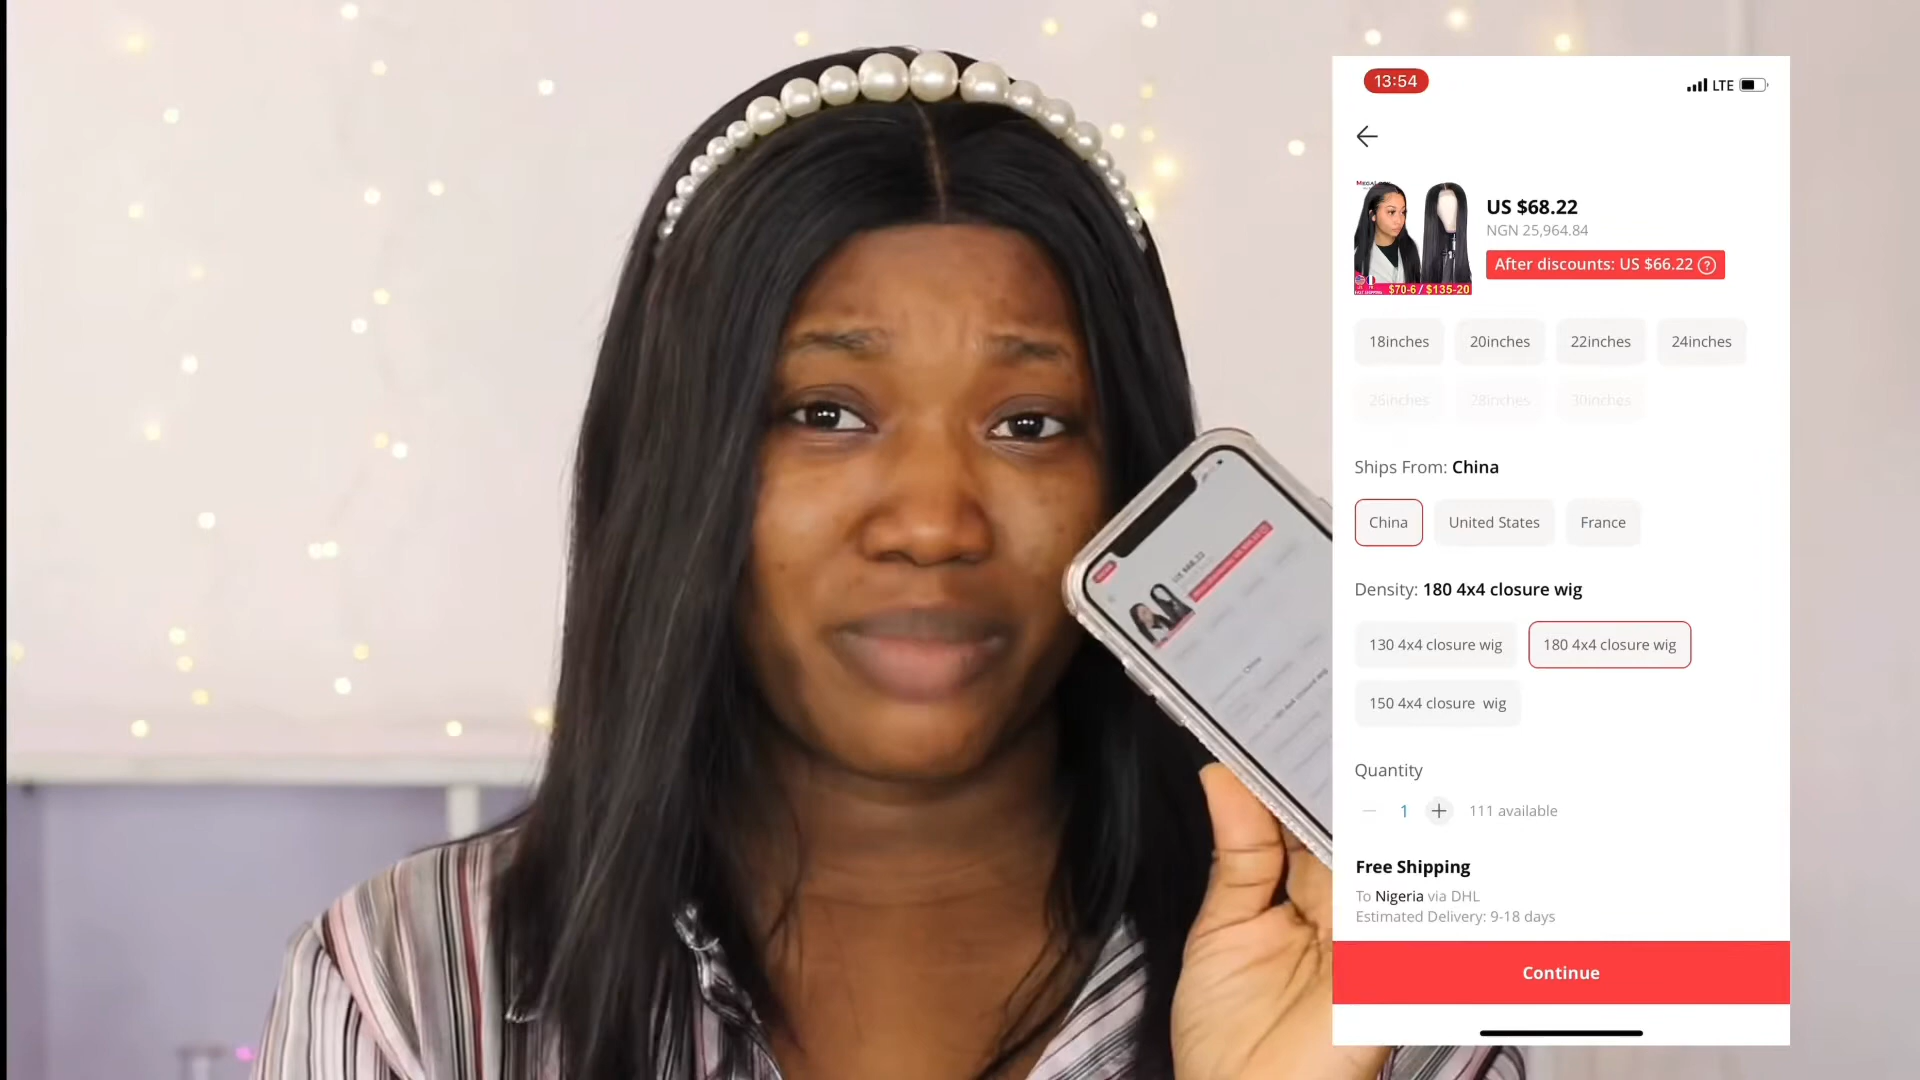 13:54
LTE
US $68.22
NGN 25,964.84
After discounts: US $66.22 ?
$70-6 / $135-20
18inches 20inches 22inches 24inches
26inches 28inches 30inches
Ships From: China
China United States France
Density: 180 4x4 closure wig
130 4x4 closure wig 180 4x4 closure wig
150 4x4 closure wig
Quantity
1 111 available
Free Shipping
To Nigeria via DHL
Estimated Delivery: 9-18 days
Continue